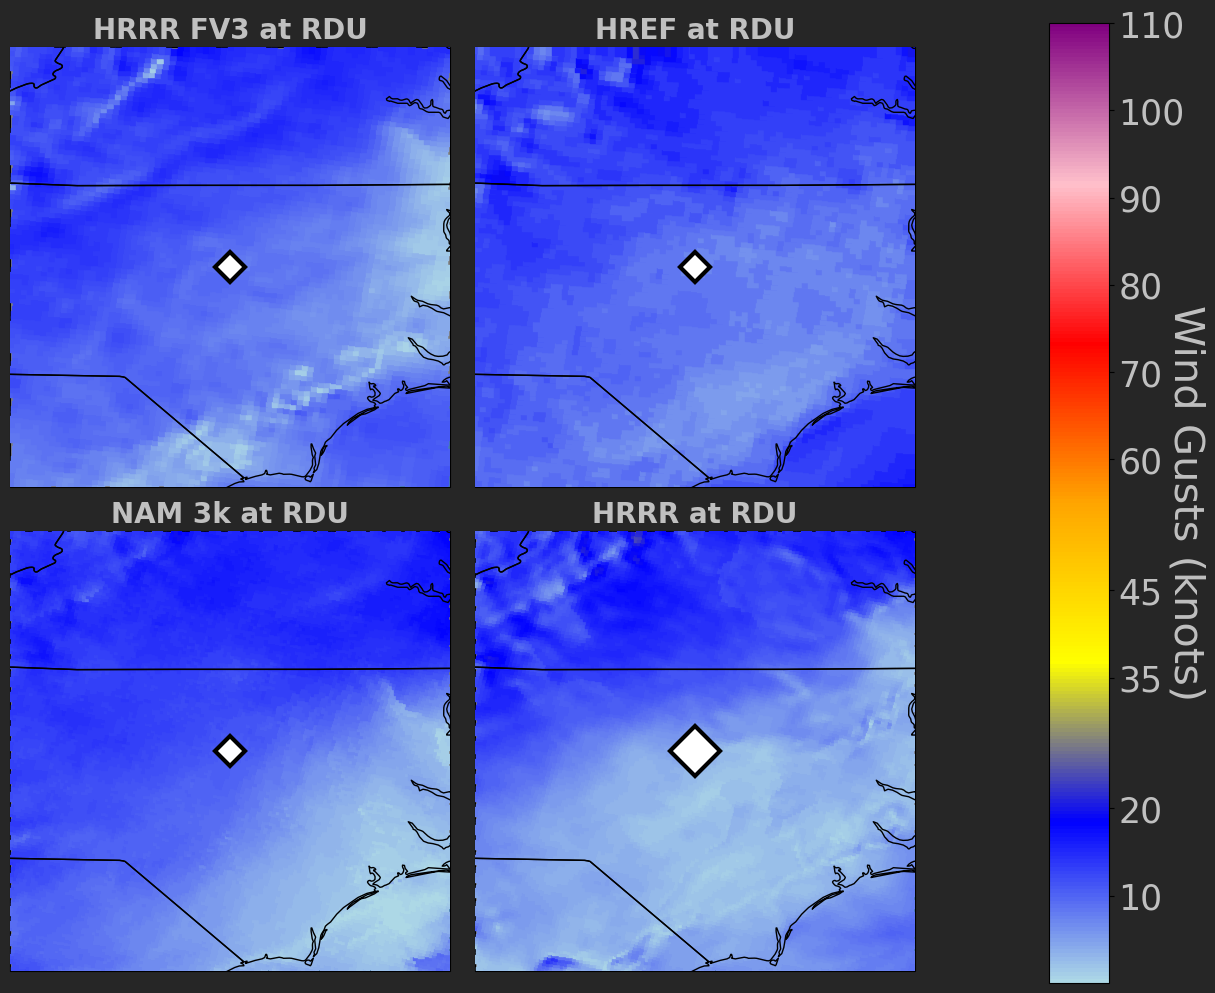 HRRR FV3 at RDU
HREF at RDU
NAM 3k at RDU
HRRR at RDU
110
100
90
80
70
60
45
35
20
10
Wind Gusts (knots)